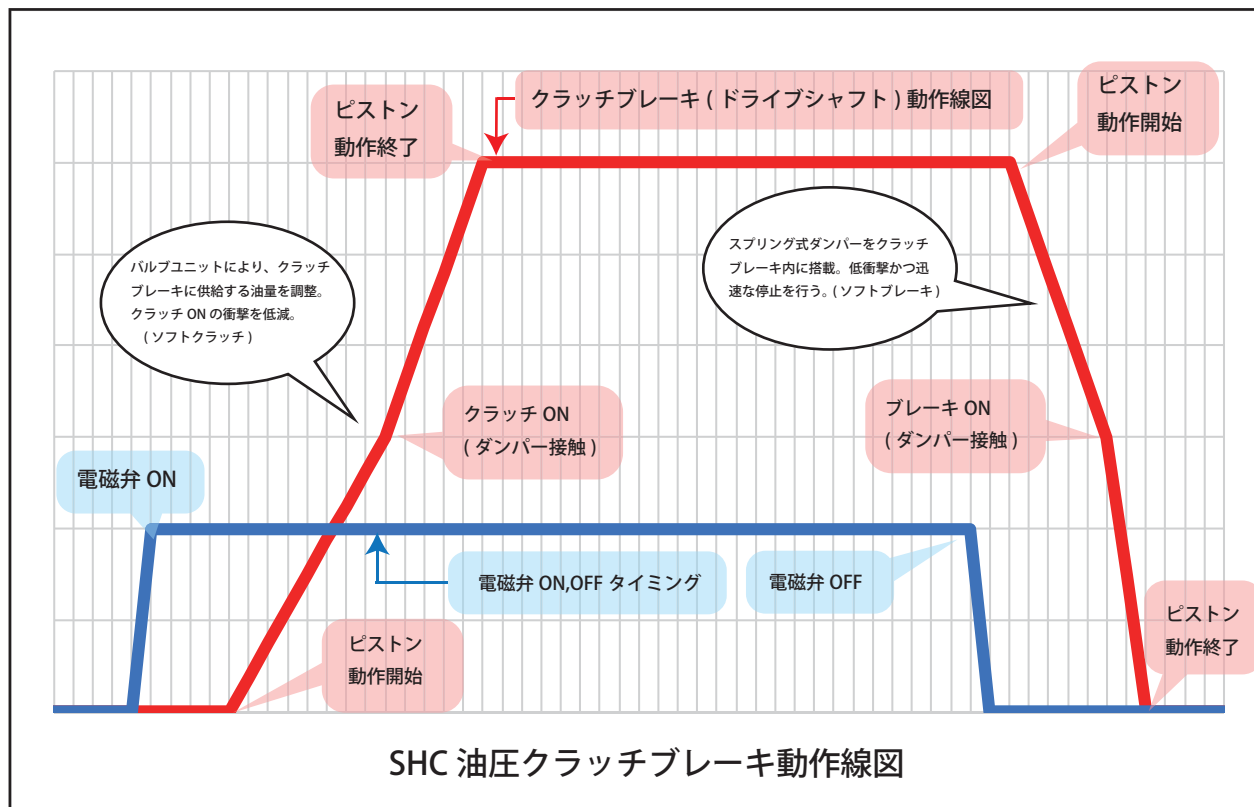 クラッチブレーキ ( ドライブシャフト ) 動作線図
ピストン
動作終了
ピストン
動作開始
バルブユニットにより、クラッチ
ブレーキに供給する油量を調整。
クラッチ ON の衝撃を低減。
( ソフトクラッチ )
スプリング式ダンパーをクラッチ
ブレーキ内に搭載。低衝撃かつ迅
速な停止を行う。( ソフトブレーキ )
クラッチ ON
( ダンパー接触 )
ブレーキ ON
( ダンパー接触 )
電磁弁 ON
電磁弁 ON,OFF タイミング
電磁弁 OFF
ピストン
動作開始
ピストン
動作終了
SHC 油圧クラッチブレーキ動作線図